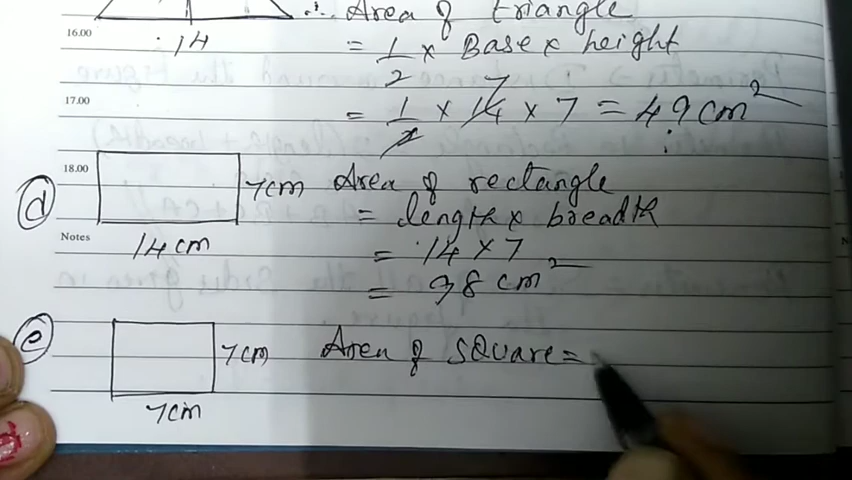 ∴ Area of triangle
16.00
14
= 1/2 × Base × height
17.00
= 1/2 × 14 × 7 = 49 cm²
7
18.00
d
7cm
Area of rectangle
= length × breadth
Notes
14 cm
= 14 × 7
= 98 cm²
e
7cm
Area of square =
7cm